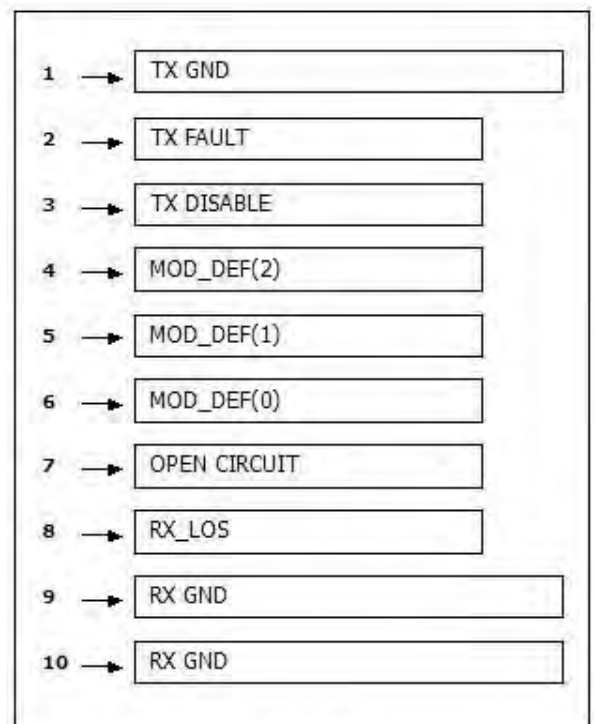 1 TX GND
2 TX FAULT
3 TX DISABLE
4 MOD_DEF(2)
5 MOD_DEF(1)
6 MOD_DEF(0)
7 OPEN CIRCUIT
8 RX_LOS
9 RX GND
10 RX GND